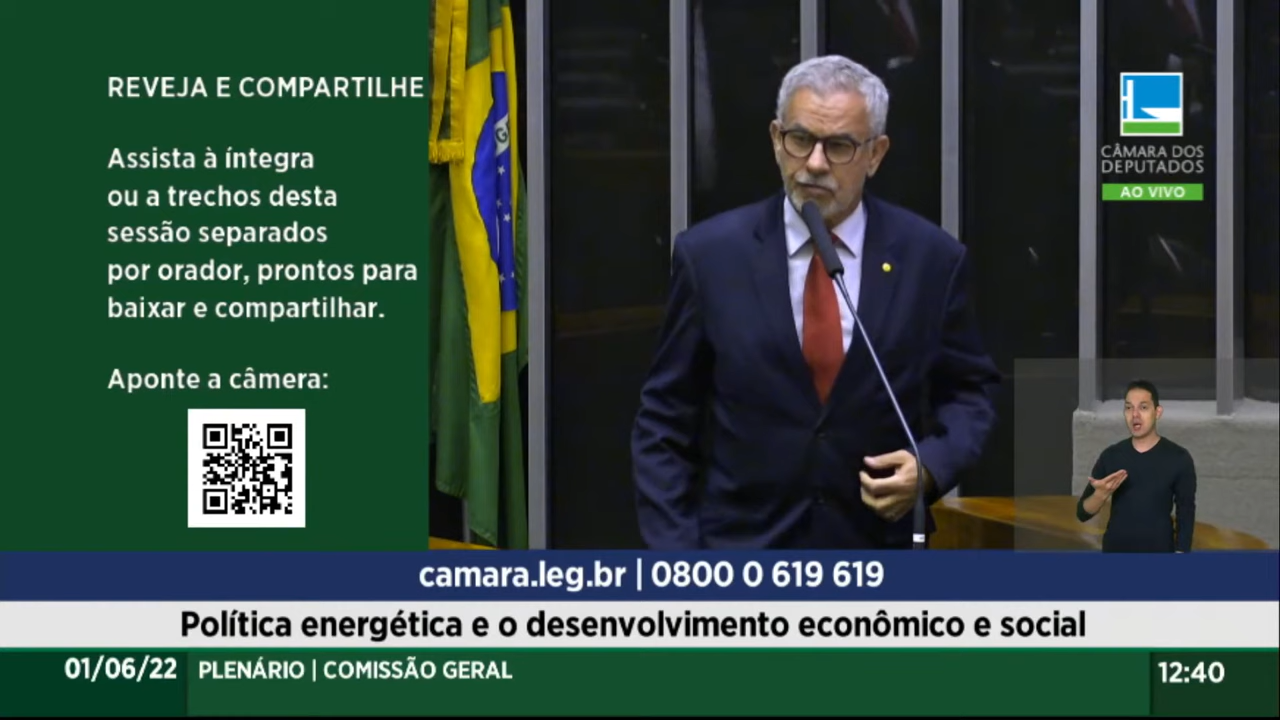 REVEJA E COMPARTILHE
Assista à íntegra
ou a trechos desta
sessão separados
por orador, prontos para
baixar e compartilhar.
Aponte a câmera:
G
CÂMARA DOS
DEPUTADOS
AO VIVO
camara.leg.br | 0800 0 619 619
Política energética e o desenvolvimento econômico e social
01/06/22 PLENÁRIO | COMISSÃO GERAL 12:40